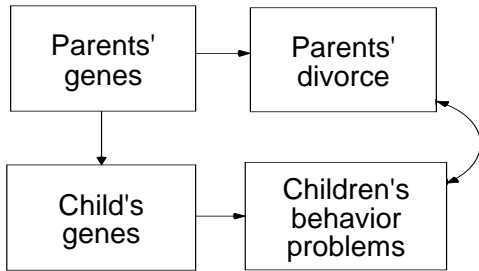 Parents'
genes
Parents'
divorce
Child's
genes
Children's
behavior
problems